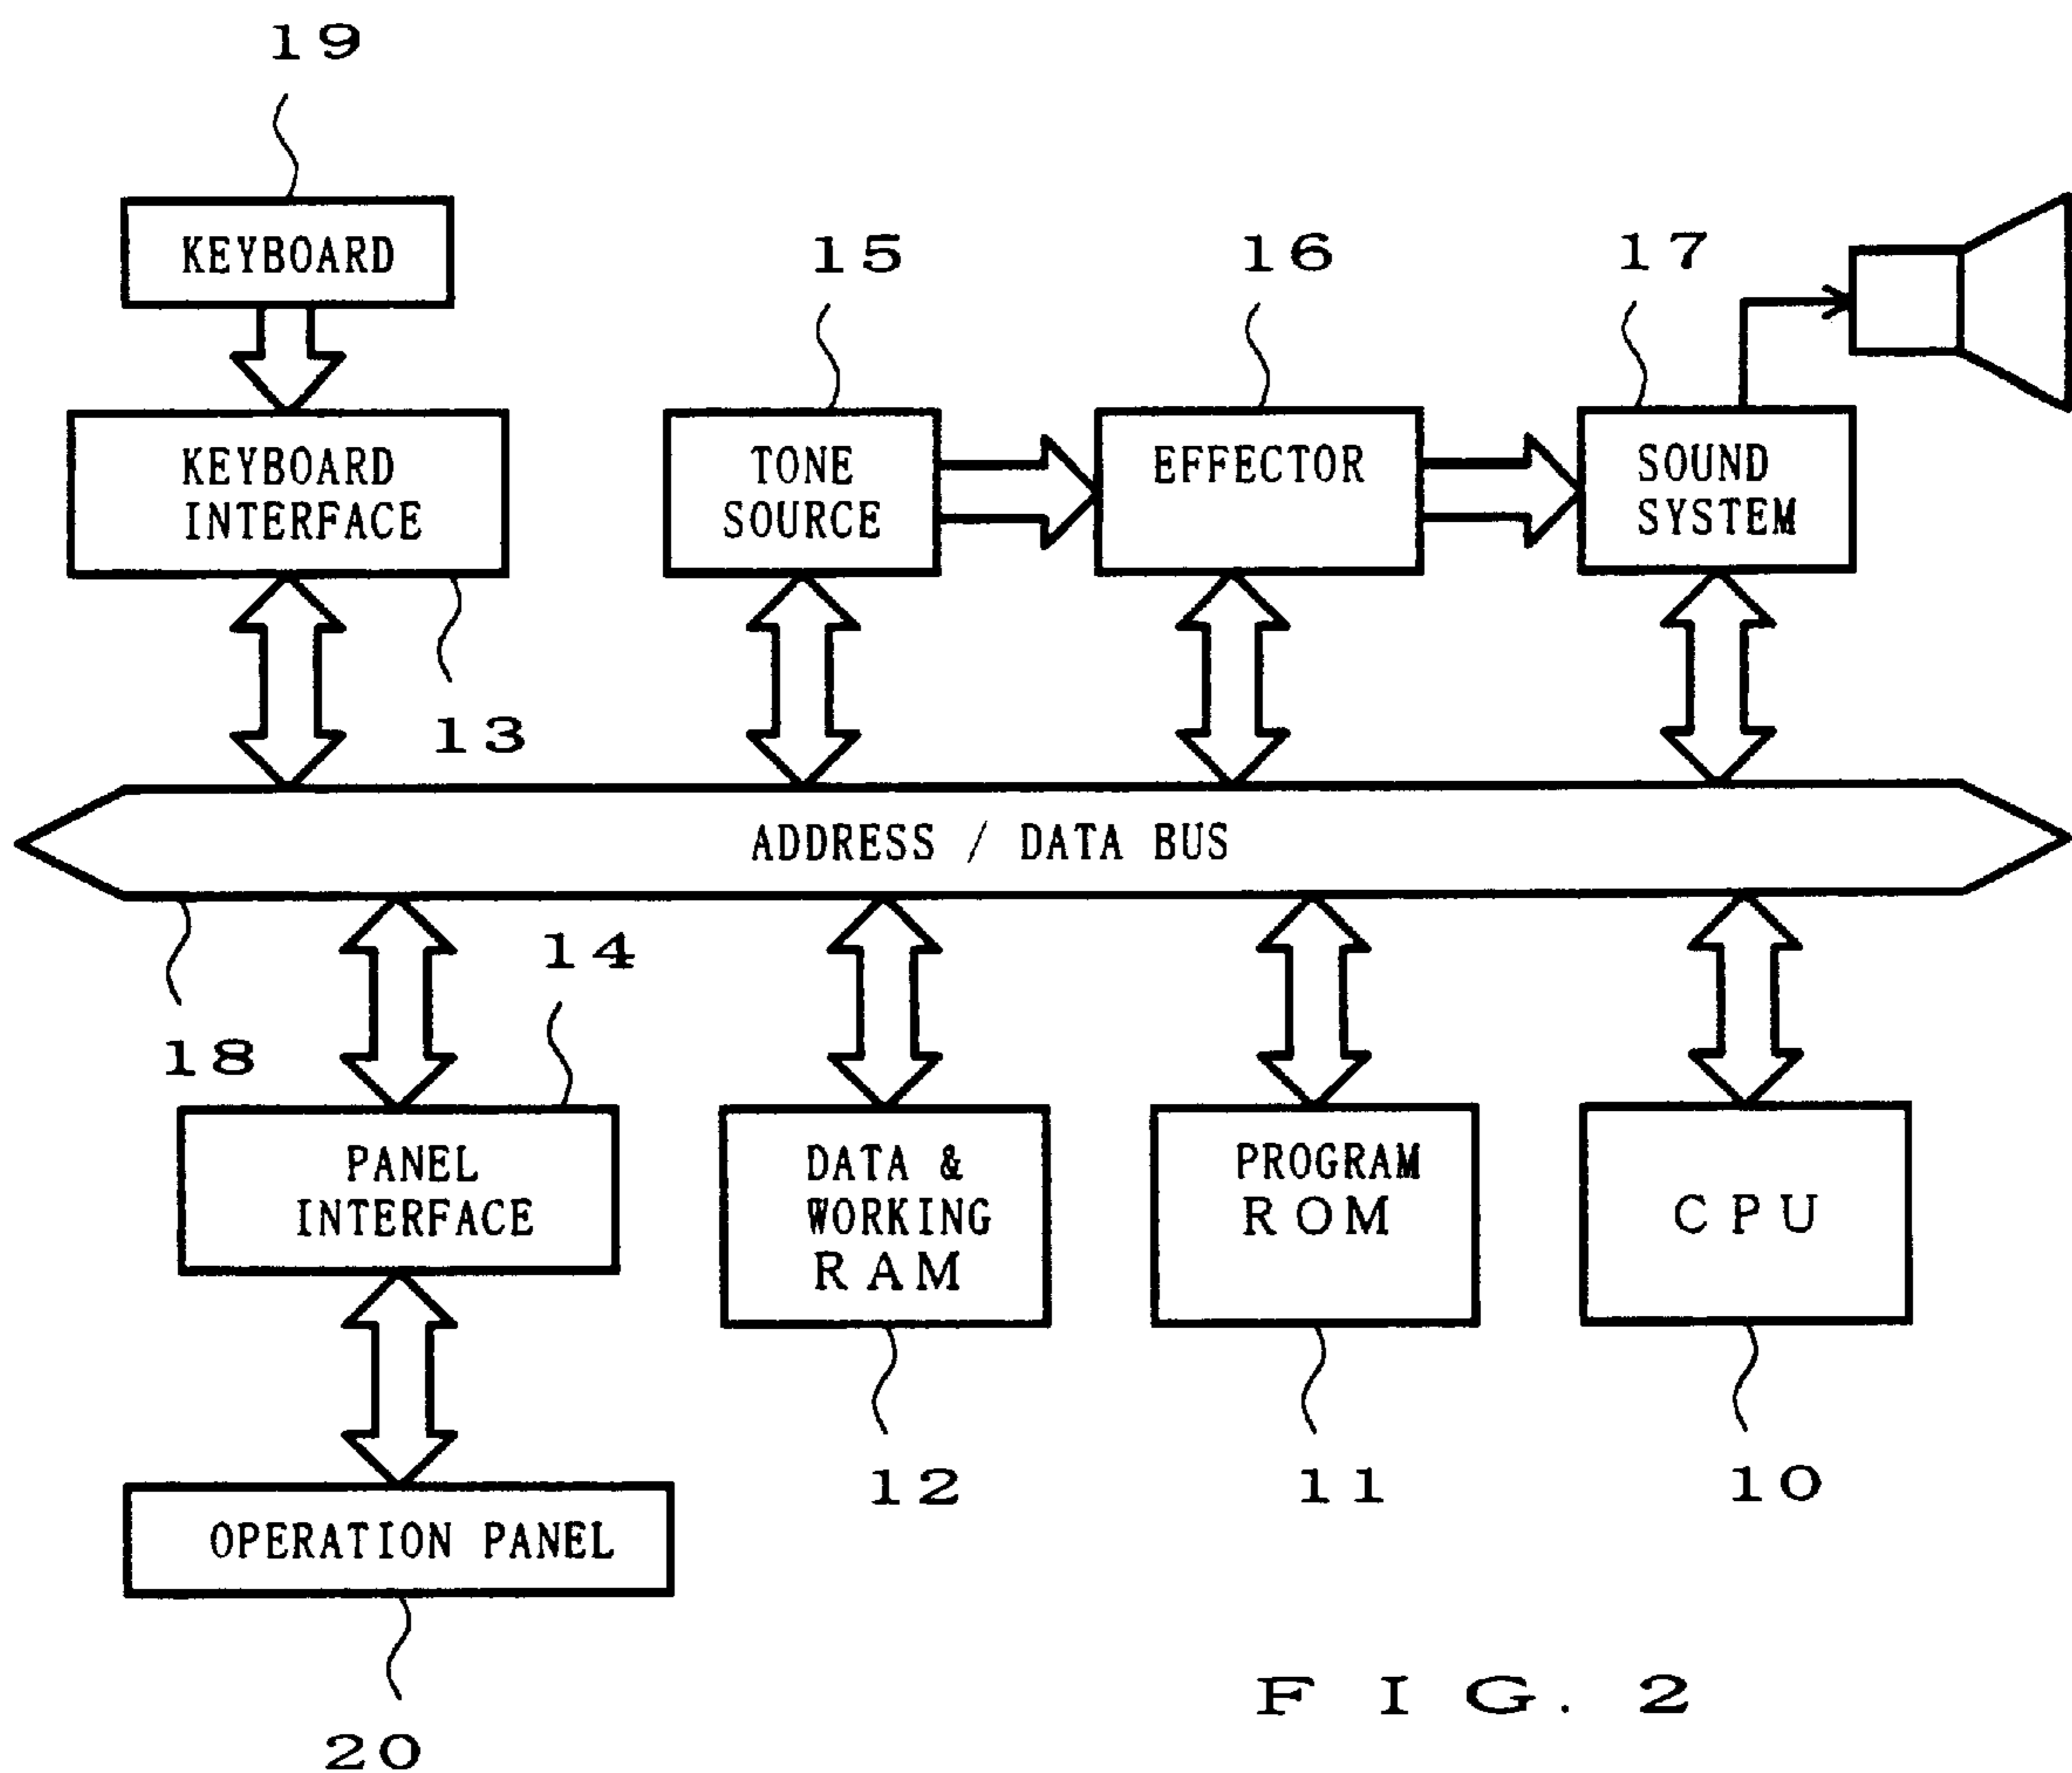 19
KEYBOARD
15
16
17
KEYBOARD
INTERFACE
TONE
SOURCE
EFFECTOR
SOUND
SYSTEM
13
ADDRESS / DATA BUS
14
18
PANEL
INTERFACE
DATA &
WORKING
RAM
PROGRAM
ROM
CPU
12
11
10
OPERATION PANEL
20
FIG. 2